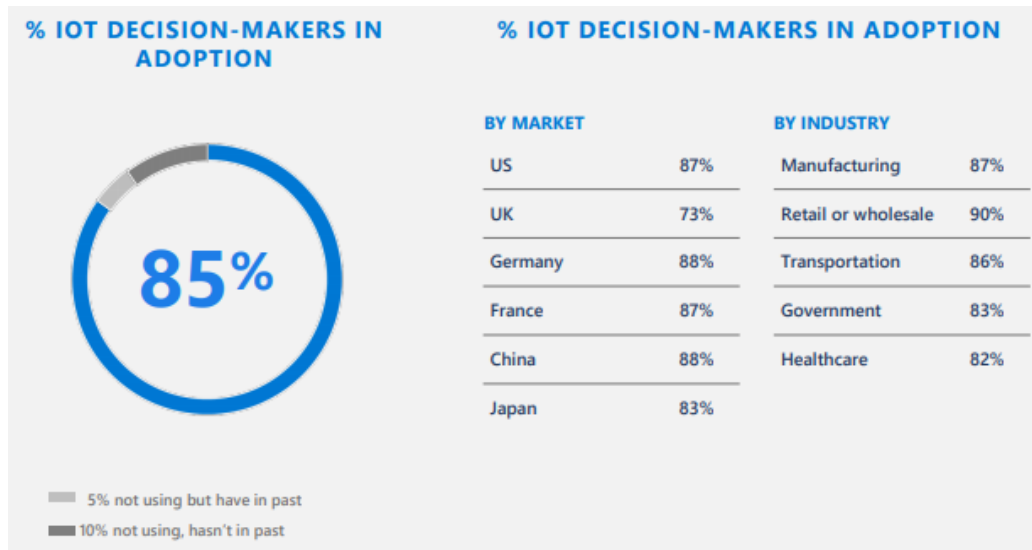 % IOT DECISION-MAKERS IN
ADOPTION
85%
5% not using but have in past
10% not using, hasn't in past
% IOT DECISION-MAKERS IN ADOPTION
BY MARKET
US 87%
UK 73%
Germany 88%
France 87%
China 88%
Japan 83%
BY INDUSTRY
Manufacturing 87%
Retail or wholesale 90%
Transportation 86%
Government 83%
Healthcare 82%